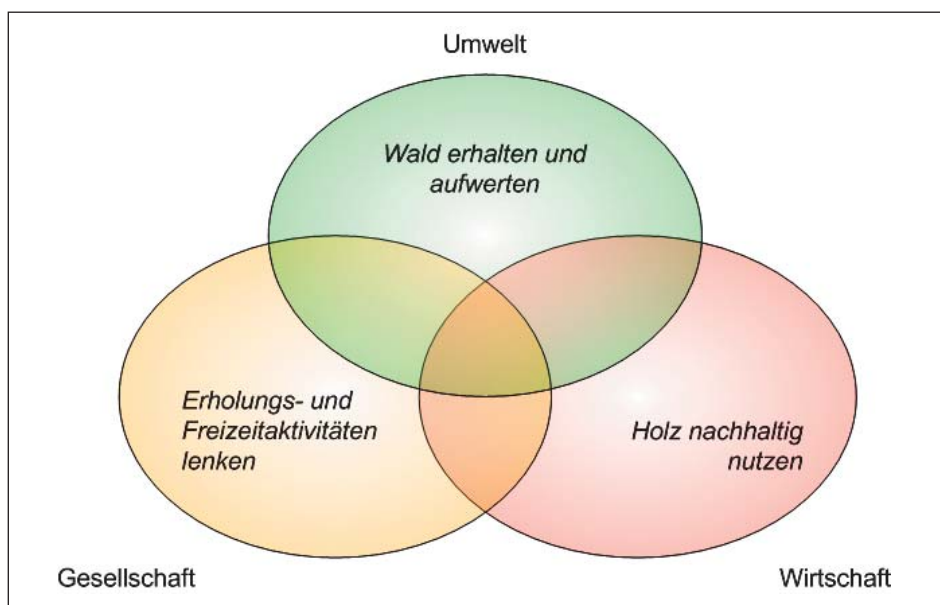 Umwelt
Wald erhalten und
aufwerten
Erholungs- und
Freizeitaktivitäten
lenken
Holz nachhaltig
nutzen
Gesellschaft
Wirtschaft